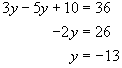 3y − 5y + 10 = 36
−2y = 26
y = −13